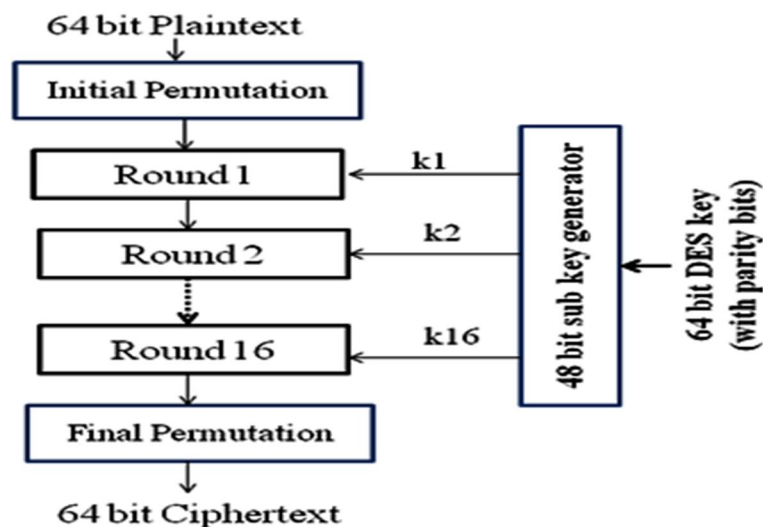 64 bit Plaintext
Initial Permutation
Round 1
k1
Round 2
k2
Round 16
k16
Final Permutation
64 bit Ciphertext
48 bit sub key generator
64 bit DES key
(with parity bits)